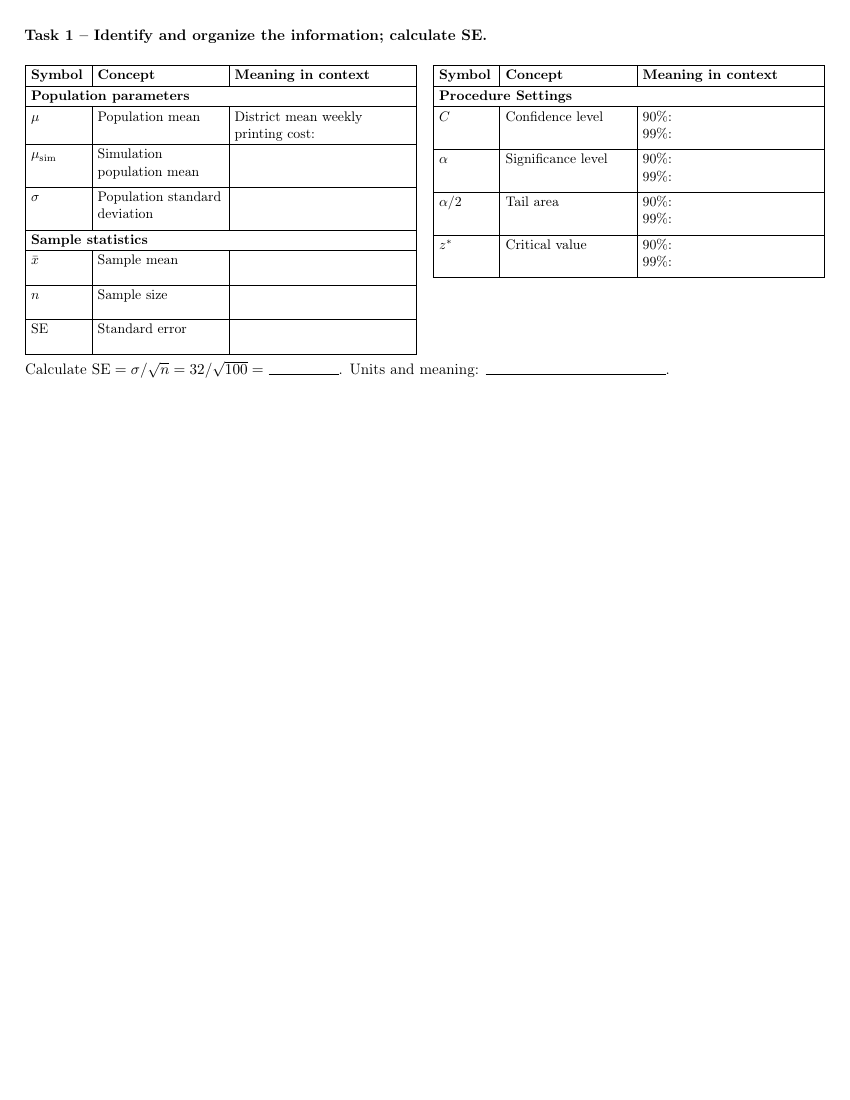 Task 1 – Identify and organize the information; calculate SE.
Symbol Concept Meaning in context
Population parameters
μ Population mean District mean weekly
printing cost:
μsim Simulation
population mean
σ Population standard
deviation
Sample statistics
x̄ Sample mean
n Sample size
SE Standard error
Symbol Concept Meaning in context
Procedure Settings
C Confidence level 90%:
99%:
α Significance level 90%:
99%:
α/2 Tail area 90%:
99%:
z* Critical value 90%:
99%:
Calculate SE = σ/√n = 32/√100 = ________. Units and meaning: ____________________.